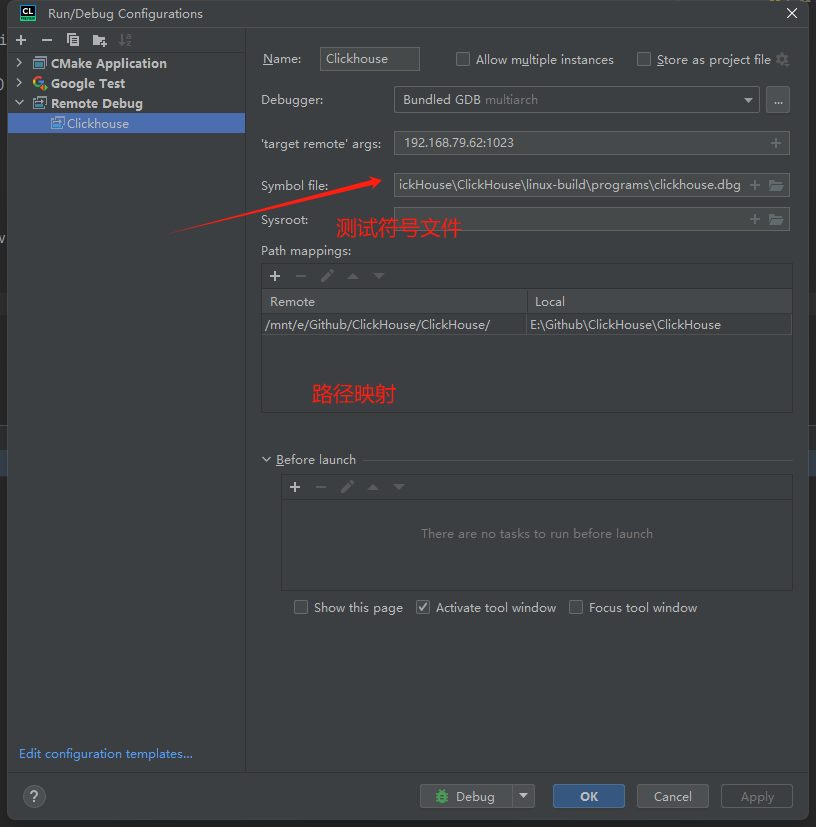 CL
Run/Debug Configurations
CMake Application
Google Test
Remote Debug
Clickhouse
Name:
Clickhouse
Allow multiple instances
Store as project file
Debugger:
Bundled GDB multiarch
...
'target remote' args:
192.168.79.62:1023
Symbol file:
ickHouse\ClickHouse\linux-build\programs\clickhouse.dbg
Sysroot:
测试符号文件
Path mappings:
Remote
Local
/mnt/e/Github/ClickHouse/ClickHouse/
E:\Github\ClickHouse\ClickHouse
路径映射
Before launch
There are no tasks to run before launch
Show this page
Activate tool window
Focus tool window
Edit configuration templates...
?
Debug
OK
Cancel
Apply